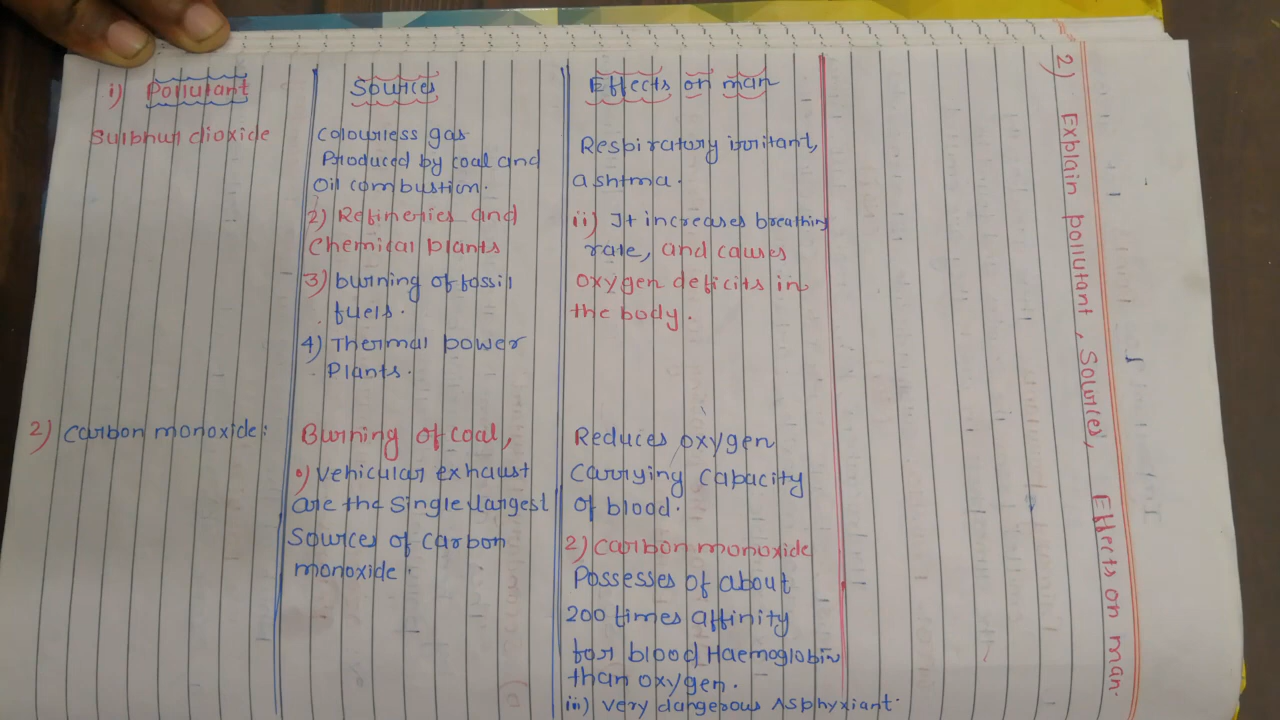 2) Explain pollutant, Sources, Effects on man.
i) Pollutant
Sources
Effects on man
Sulbhur dioxide
Colourless gas
Produced by coal and
Oil combustion.
2) Refineries and
Chemical plants
3) burning of fossil
fuels.
4) Thermal power
Plants.
Respiratory irritant,
ashtma.
ii) It increases breathing
rate, and causes
oxygen deficits in
the body.
2) Carbon monoxide:
Burning of coal,
•) Vehicular exhaust
are the Single largest
Sources of carbon
monoxide.
Reduces oxygen
Carrying Capacity
of blood.
2) Carbon monoxide
Possesses of about
200 times affinity
for blood Haemoglobin
than oxygen.
iii) very dangerous Asphyxiant.